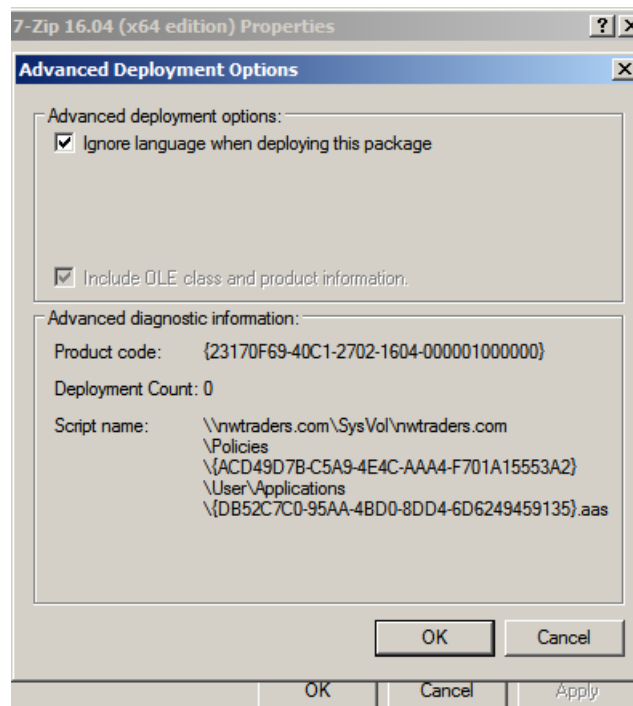 7-Zip 16.04 (x64 edition) Properties
Advanced Deployment Options
Advanced deployment options:
Ignore language when deploying this package
Include OLE class and product information.
Advanced diagnostic information:
Product code: {23170F69-40C1-2702-1604-000001000000}
Deployment Count: 0
Script name: \\nwtraders.com\SysVol\nwtraders.com
\Policies
\{ACD49D7B-C5A9-4E4C-AAA4-F701A15553A2}
\User\Applications
\{DB52C7C0-95AA-4BD0-8DD4-6D6249459135}.aas
OK Cancel
OK Cancel Apply